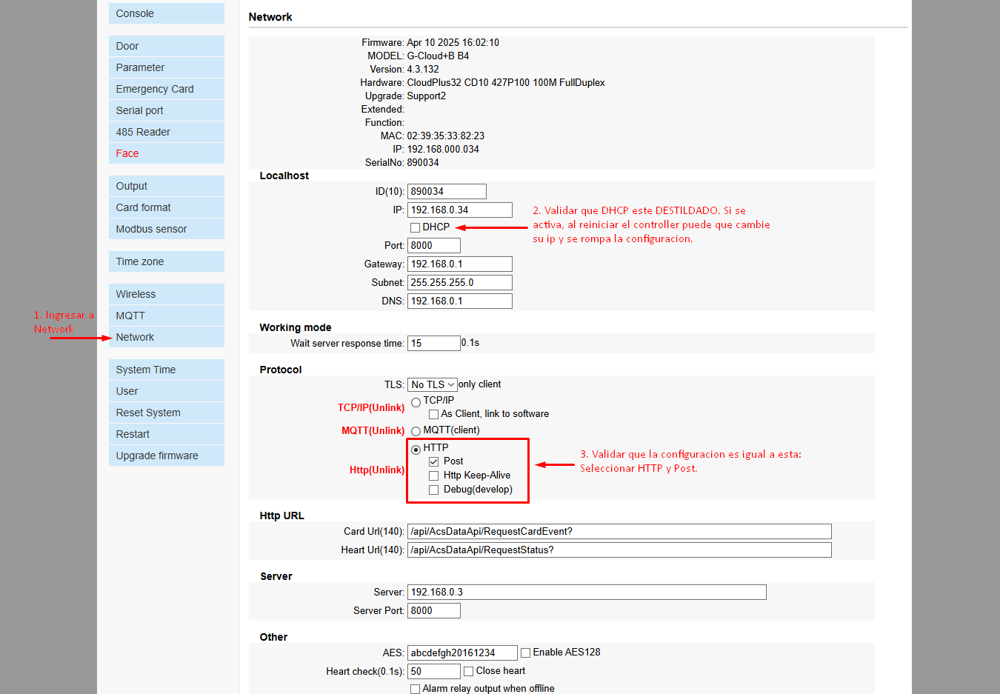 Console
Door
Parameter
Emergency Card
Serial port
485 Reader
Face
Output
Card format
Modbus sensor
Time zone
Wireless
MQTT
Network
System Time
User
Reset System
Restart
Upgrade firmware
1. Ingresar a
Network
Network
Firmware: Apr 10 2025 16:02:10
MODEL: G-Cloud+B B4
Version: 4.3.132
Hardware: CloudPlus32 CD10 427P100 100M FullDuplex
Upgrade: Support2
Extended:
Function:
MAC: 02:39:35:33:82:23
IP: 192.168.000.034
SerialNo: 890034
Localhost
ID(10): 890034
IP: 192.168.0.34
DHCP
2. Validar que DHCP este DESTILDADO. Si se
activa, al reiniciar el controller puede que cambie
su ip y se rompa la configuracion.
Port: 8000
Gateway: 192.168.0.1
Subnet: 255.255.255.0
DNS: 192.168.0.1
Working mode
Wait server response time: 15 0.1s
Protocol
TLS: No TLS only client
TCP/IP(Unlink) TCP/IP
As Client, link to software
MQTT(Unlink) MQTT(client)
HTTP
Post
Http(Unlink)
Http Keep-Alive
Debug(develop)
3. Validar que la configuracion es igual a esta:
Seleccionar HTTP y Post.
Http URL
Card Url(140): /api/AcsDataApi/RequestCardEvent?
Heart Url(140): /api/AcsDataApi/RequestStatus?
Server
Server: 192.168.0.3
Server Port: 8000
Other
AES: abcdefgh20161234 Enable AES128
Heart check(0.1s): 50 Close heart
Alarm relay output when offline